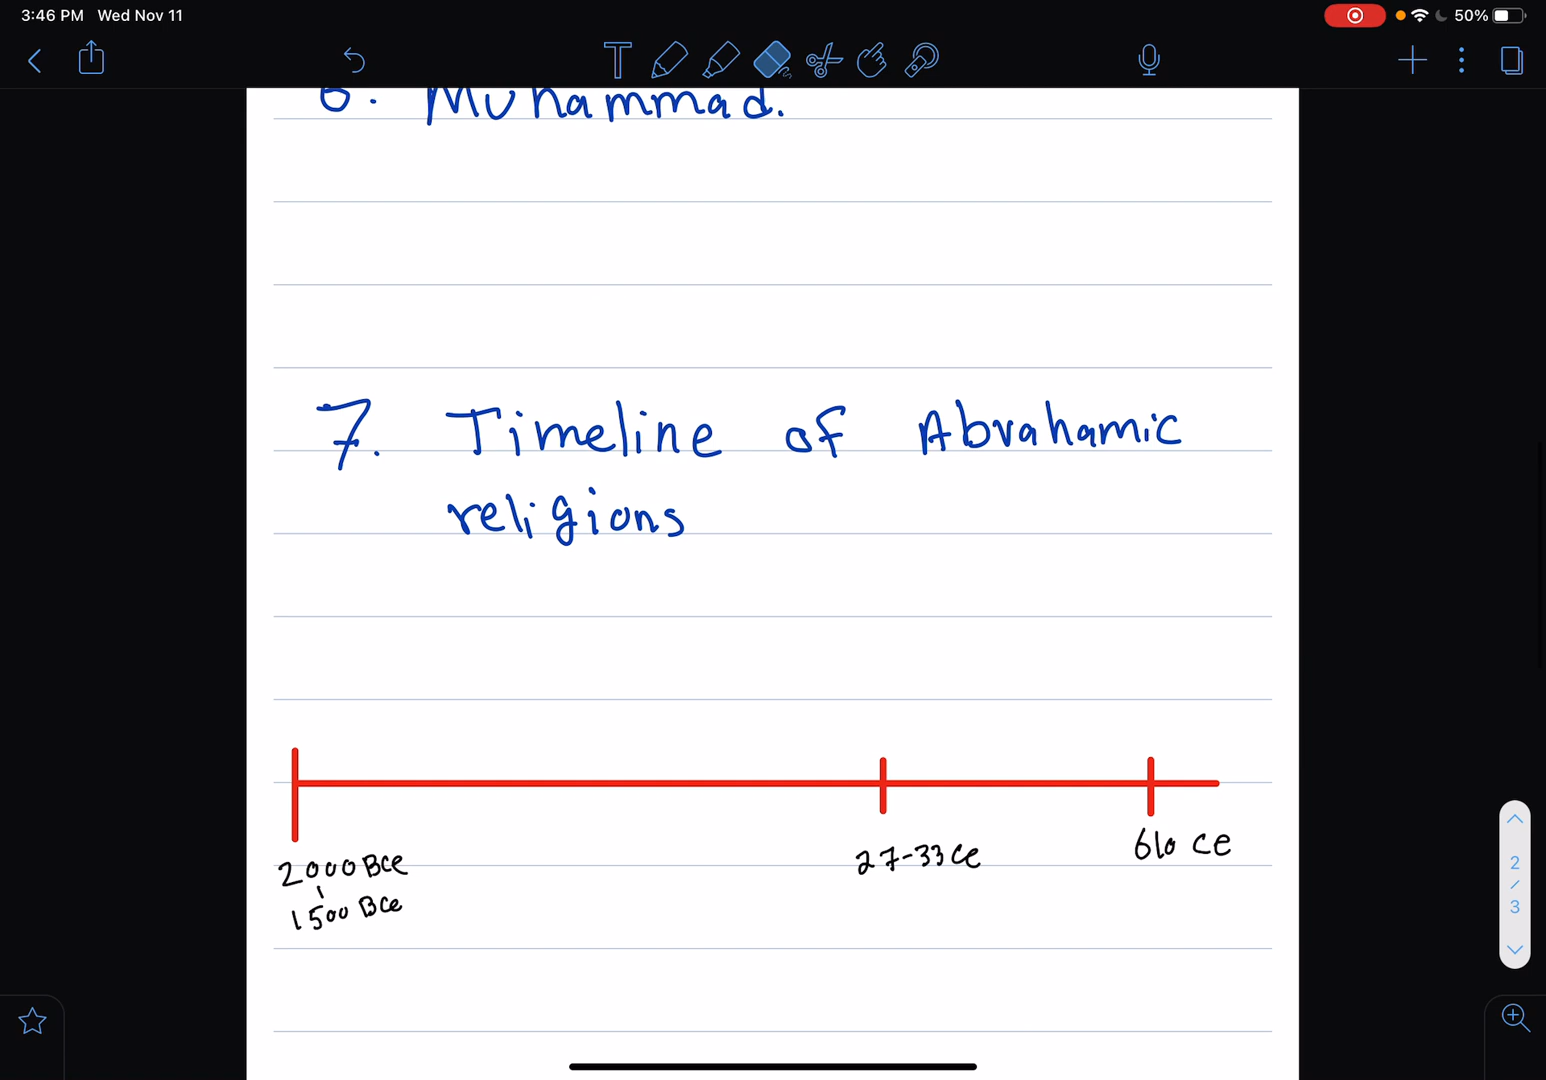 3:46 PM Wed Nov 11
50%
6. Muhammad.
7. Timeline of Abrahamic
religions
2000 BCE
1500 BCE
27-33 CE
610 CE
2
/
3